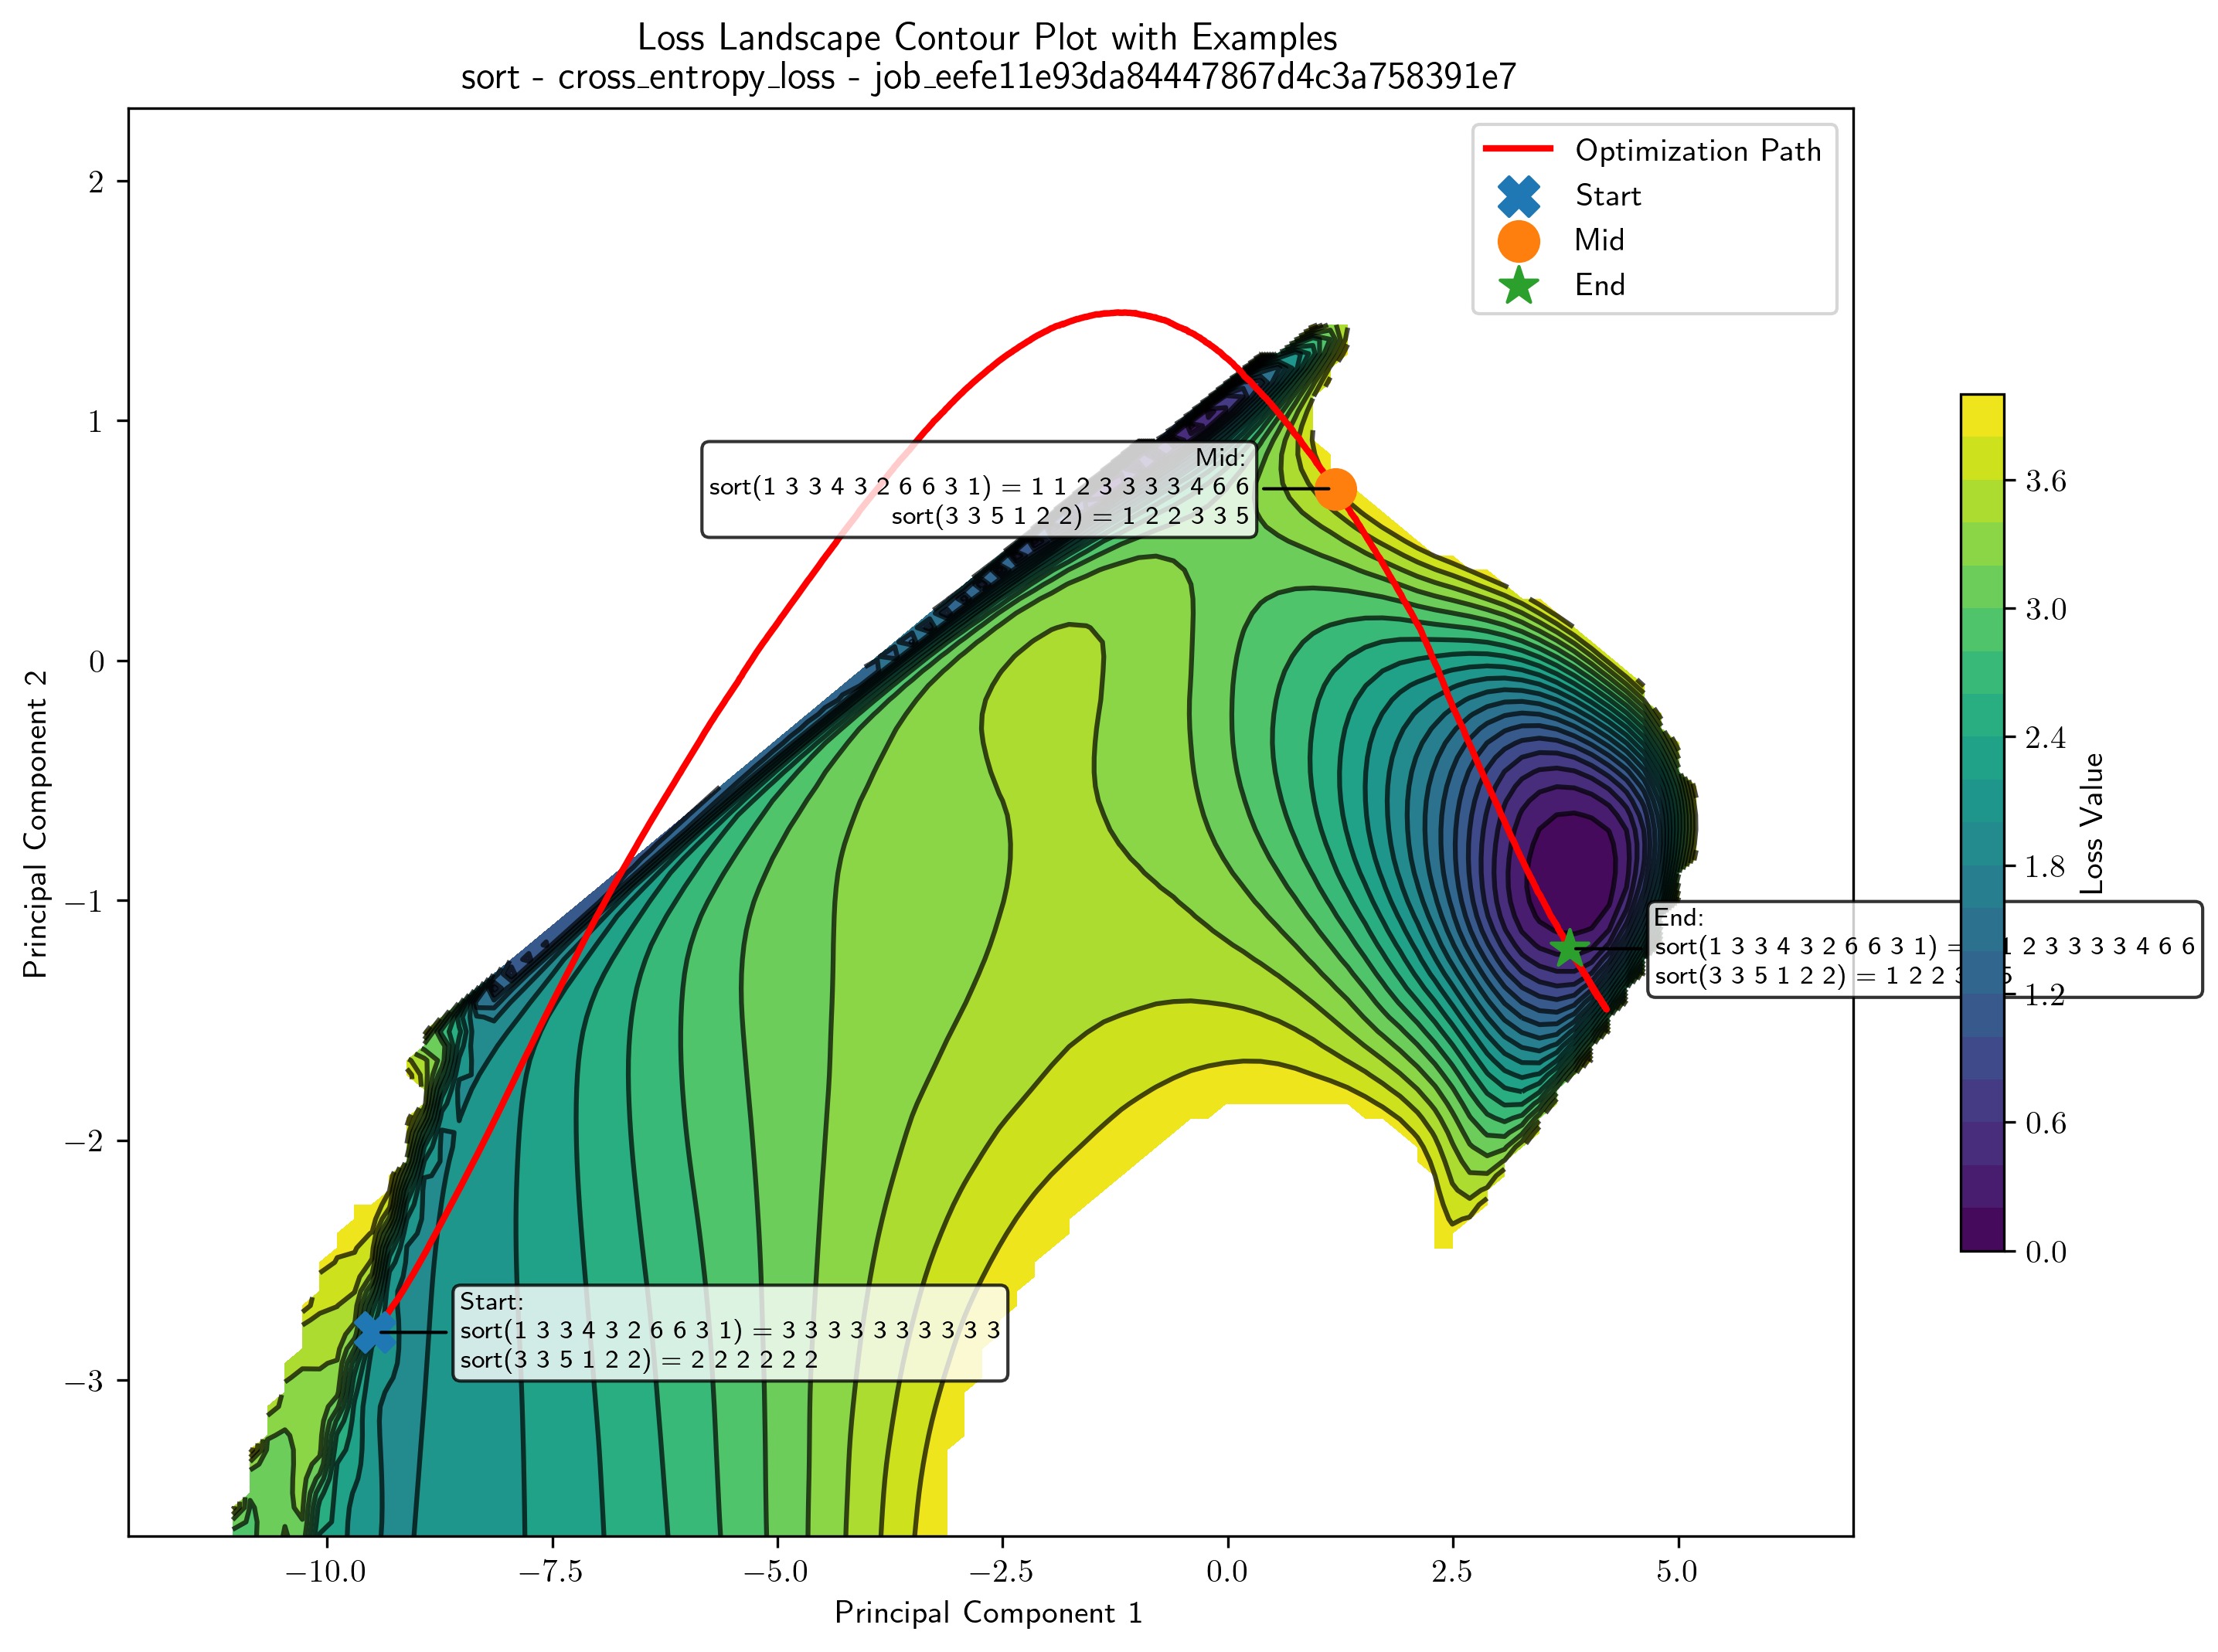 Loss Landscape Contour Plot with Examples
sort - cross_entropy_loss - job_eefe11e93da84447867d4c3a758391e7
Optimization Path
Start
Mid
End
Mid:
sort(1 3 3 4 3 2 6 6 3 1) = 1 1 2 3 3 3 3 4 6 6
sort(3 3 5 1 2 2) = 1 2 2 3 3 5
End:
sort(1 3 3 4 3 2 6 6 3 1) = 1 2 3 3 3 3 4 6 6
sort(3 3 5 1 2 2) = 1 2 2 3 5
Start:
sort(1 3 3 4 3 2 6 6 3 1) = 3 3 3 3 3 3 3 3 3 3
sort(3 3 5 1 2 2) = 2 2 2 2 2 2
2
1
0
−1
−2
−3
Principal Component 2
−10.0
−7.5
−5.0
−2.5
0.0
2.5
5.0
Principal Component 1
3.6
3.0
2.4
1.8
1.2
0.6
0.0
Loss Value